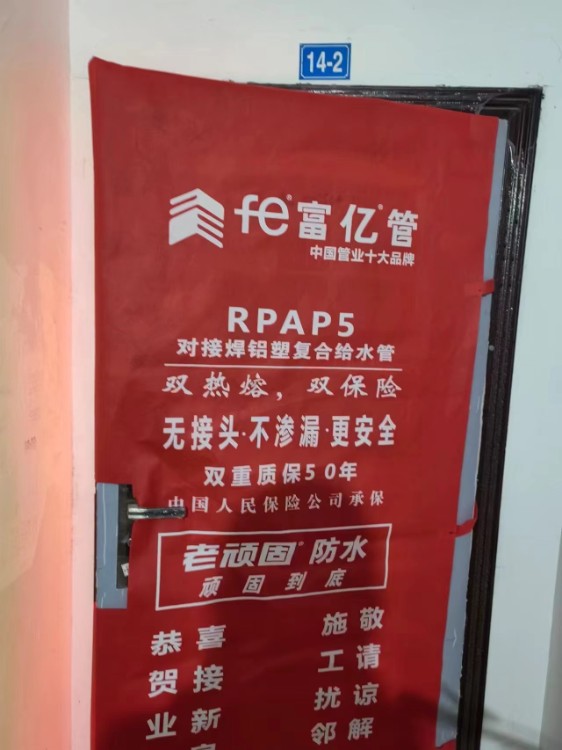 14-2
fe®富亿®管
中国管业十大品牌
RPAP5
对接焊铝塑复合给水管
双热熔，双保险
无接头·不渗漏·更安全
双重质保50年
中国人民保险公司承保
老顽固®防水
顽固到底
恭贺业
喜接新
施工扰邻
敬请谅解